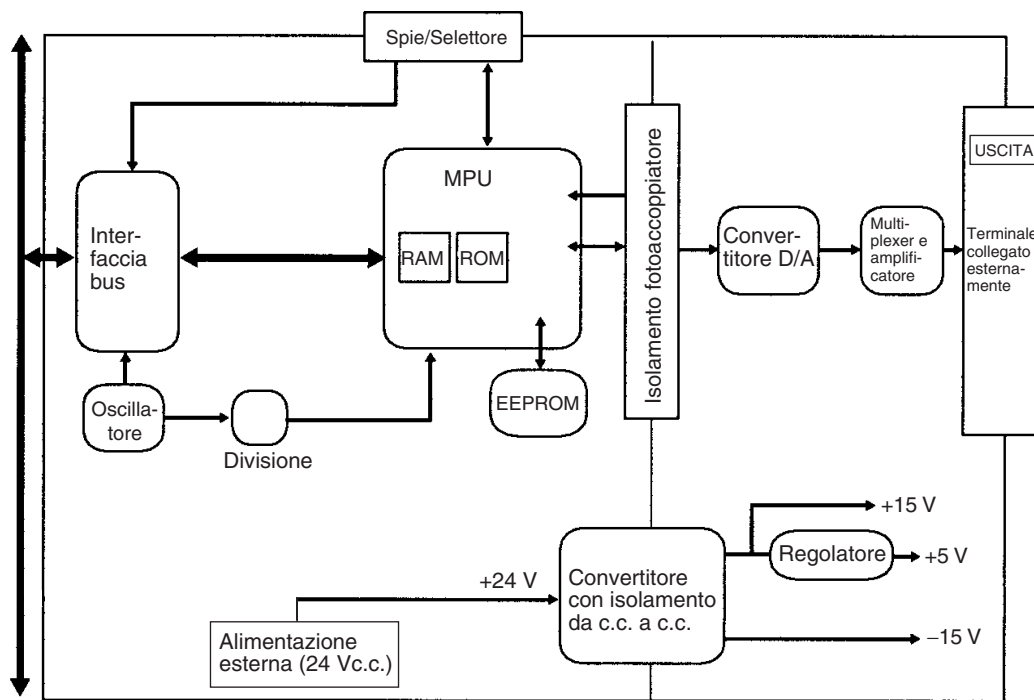 Spie/Selettore
MPU
RAM
ROM
Inter-
faccia
bus
Isolamento fotoaccoppiatore
Conver-
titore D/A
Multi-
plexer e
amplifi-
catore
USCITA
Terminale
collegato
esterna-
mente
EEPROM
Oscilla-
tore
Divisione
+15 V
Regolatore
+5 V
+24 V
Convertitore
con isolamento
da c.c. a c.c.
–15 V
Alimentazione
esterna (24 Vc.c.)